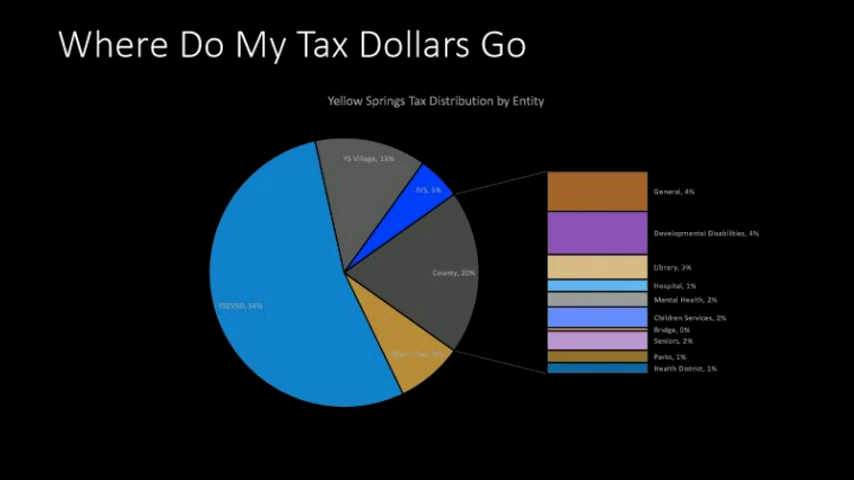 Where Do My Tax Dollars Go
Yellow Springs Tax Distribution by Entity
YS Village, 13%
JVS, 5%
County, 20%
YSEVSD, 54%
General, 4%
Developmental Disabilities, 4%
Library, 3%
Hospital, 1%
Mental Health, 2%
Children Services, 2%
Bridge, 0%
Seniors, 2%
Parks, 1%
Health District, 1%